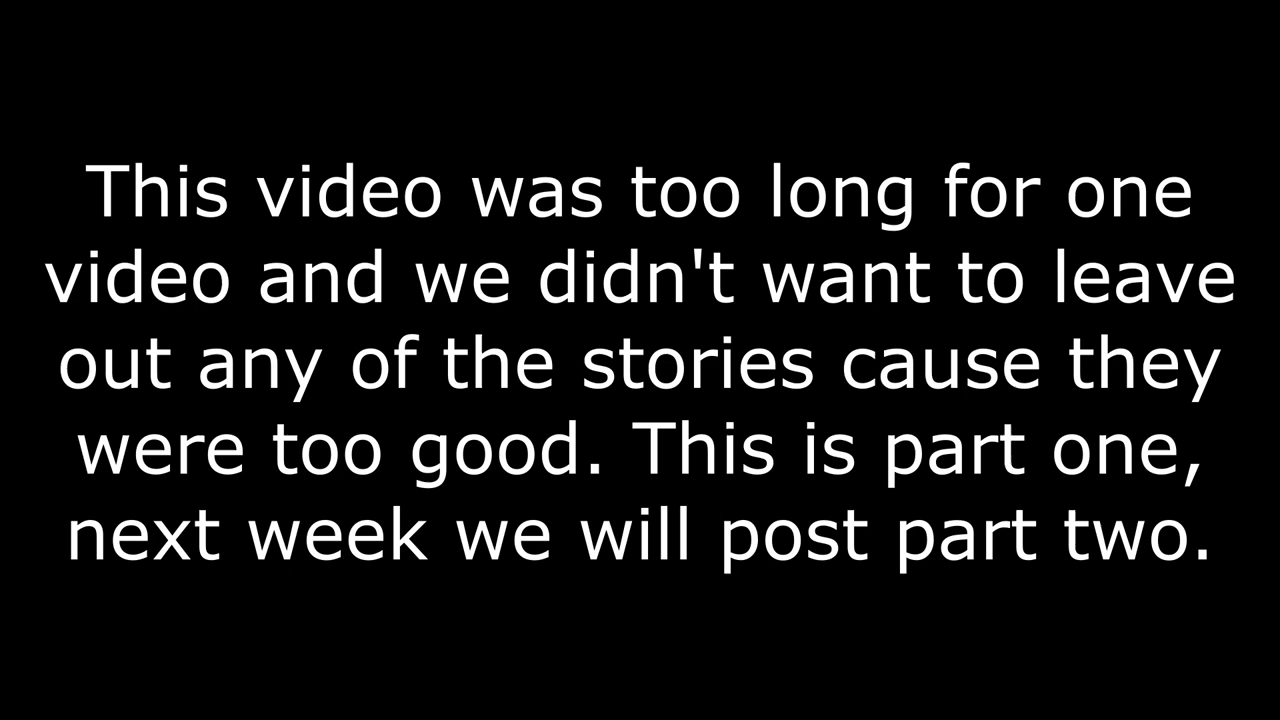 This video was too long for one
video and we didn't want to leave
out any of the stories cause they
were too good. This is part one,
next week we will post part two.